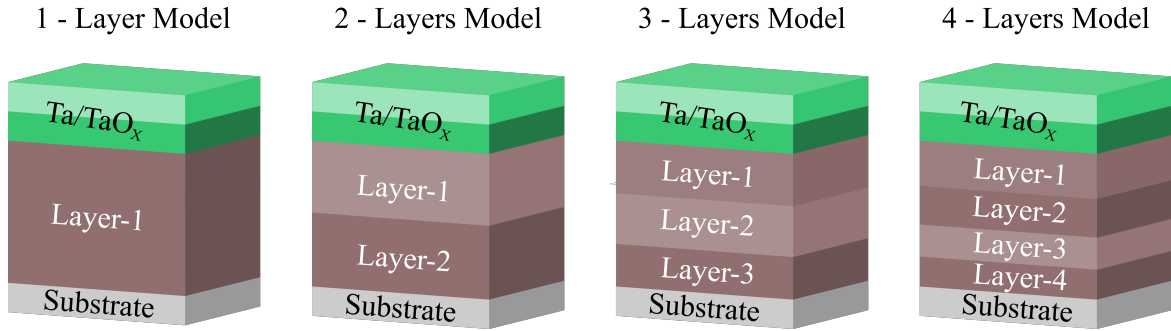 1 - Layer Model
Ta/TaOₓ
Layer-1
Substrate
2 - Layers Model
Ta/TaOₓ
Layer-1
Layer-2
Substrate
3 - Layers Model
Ta/TaOₓ
Layer-1
Layer-2
Layer-3
Substrate
4 - Layers Model
Ta/TaOₓ
Layer-1
Layer-2
Layer-3
Layer-4
Substrate